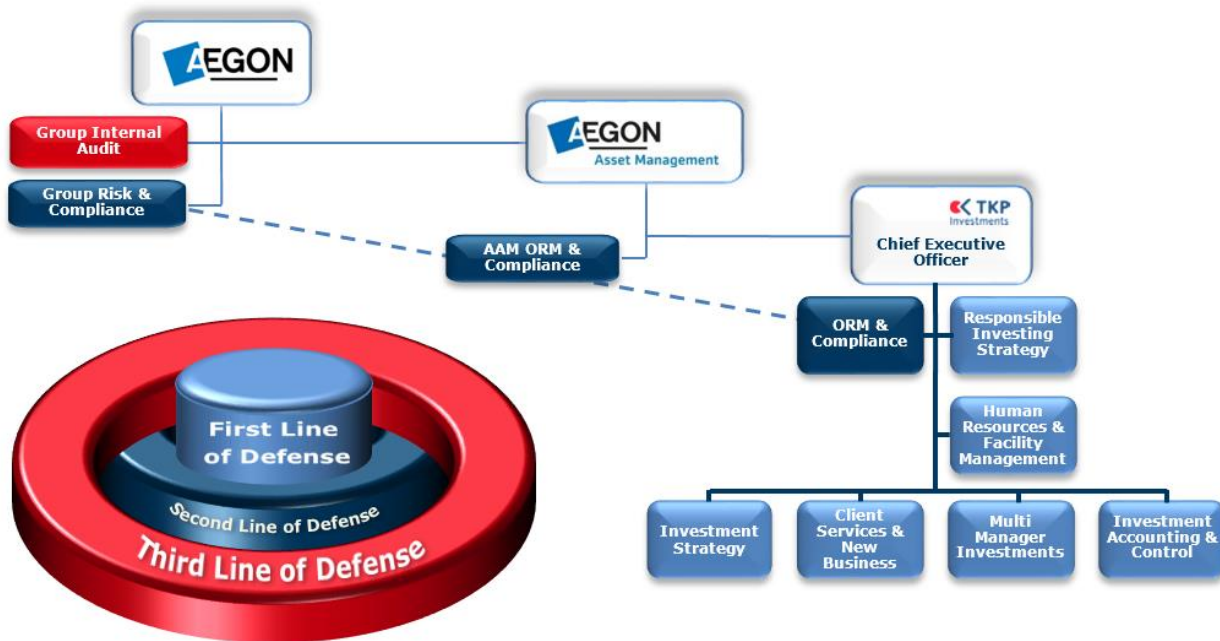 AEGON
Group Internal
Audit
Group Risk &
Compliance
AEGON
Asset Management
AAM ORM &
Compliance
TKP
Investments
Chief Executive
Officer
ORM &
Compliance
Responsible
Investing
Strategy
Human
Resources &
Facility
Management
Investment
Strategy
Client
Services &
New
Business
Multi
Manager
Investments
Investment
Accounting &
Control
First Line
of Defense
Second Line of Defense
Third Line of Defense